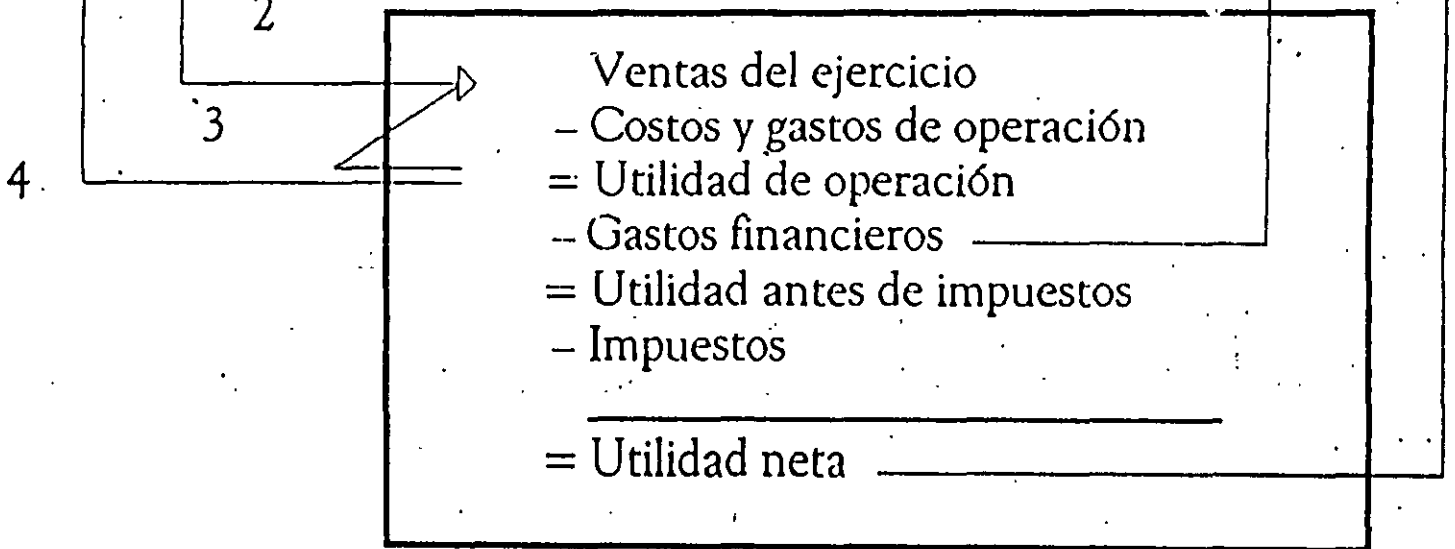 2
Ventas del ejercicio
3
– Costos y gastos de operación
4.
= Utilidad de operación
– Gastos financieros
= Utilidad antes de impuestos
– Impuestos
= Utilidad neta